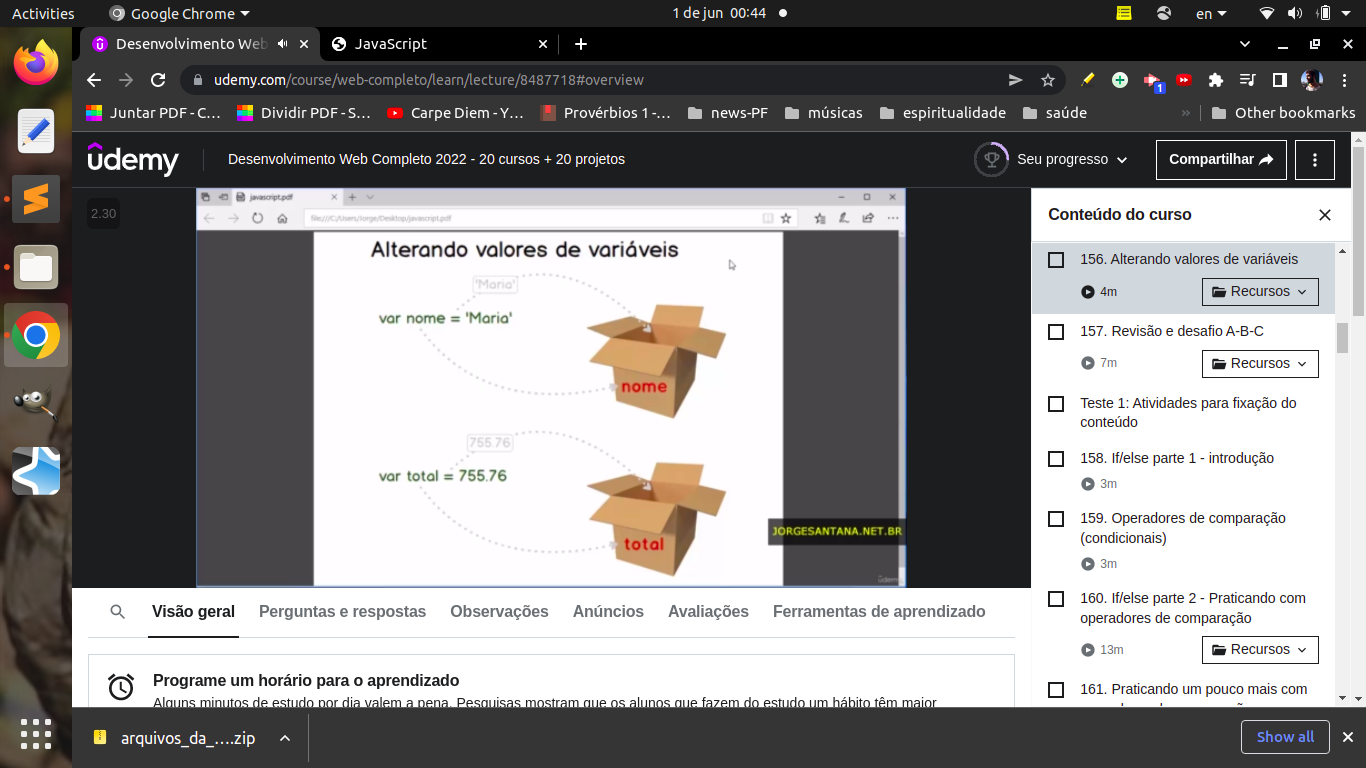 Activities
Google Chrome
1 de jun 00:44
en
Desenvolvimento Web
JavaScript
udemy.com/course/web-completo/learn/lecture/8487718#overview
1
Juntar PDF - C…
Dividir PDF - S…
Carpe Diem - Y…
Provérbios 1 -…
news-PF
músicas
espiritualidade
saúde
»
Other bookmarks
udemy
Desenvolvimento Web Completo 2022 - 20 cursos + 20 projetos
Seu progresso
Compartilhar
2.30
javascript.pdf
file:///C:/Users/Jorge/Desktop/javascript.pdf
Alterando valores de variáveis
'Maria'
var nome = 'Maria'
nome
755.76
var total = 755.76
total
JORGESANTANA.NET.BR
ûdemy
Conteúdo do curso
156. Alterando valores de variáveis
4m
Recursos
157. Revisão e desafio A-B-C
7m
Recursos
Teste 1: Atividades para fixação do
conteúdo
158. If/else parte 1 - introdução
3m
159. Operadores de comparação
(condicionais)
3m
160. If/else parte 2 - Praticando com
operadores de comparação
13m
Recursos
161. Praticando um pouco mais com
Visão geral
Perguntas e respostas
Observações
Anúncios
Avaliações
Ferramentas de aprendizado
Programe um horário para o aprendizado
Alguns minutos de estudo por dia valem a pena. Pesquisas mostram que os alunos que fazem do estudo um hábito têm maior
arquivos_da_….zip
Show all